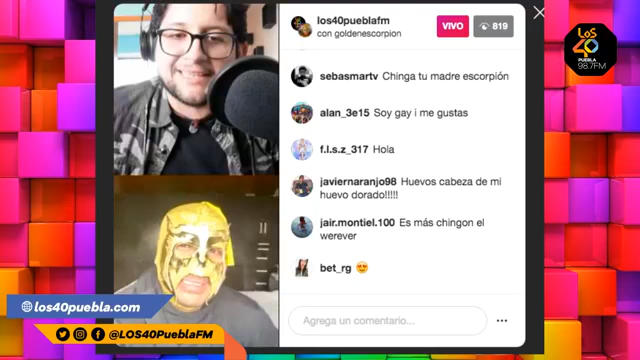 los40pueblafm
con goldenescorpion
VIVO
819
sebasmartv Chinga tu madre escorpión
alan_3e15 Soy gay i me gustas
f.l.s.z_317 Hola
javiernaranjo98 Huevos cabeza de mi
huevo dorado!!!!!
jair.montiel.100 Es más chingon el
werever
bet_rg 😍
Agrega un comentario...
LOS
40
PUEBLA
98.7FM
los40puebla.com
@LOS40PueblaFM